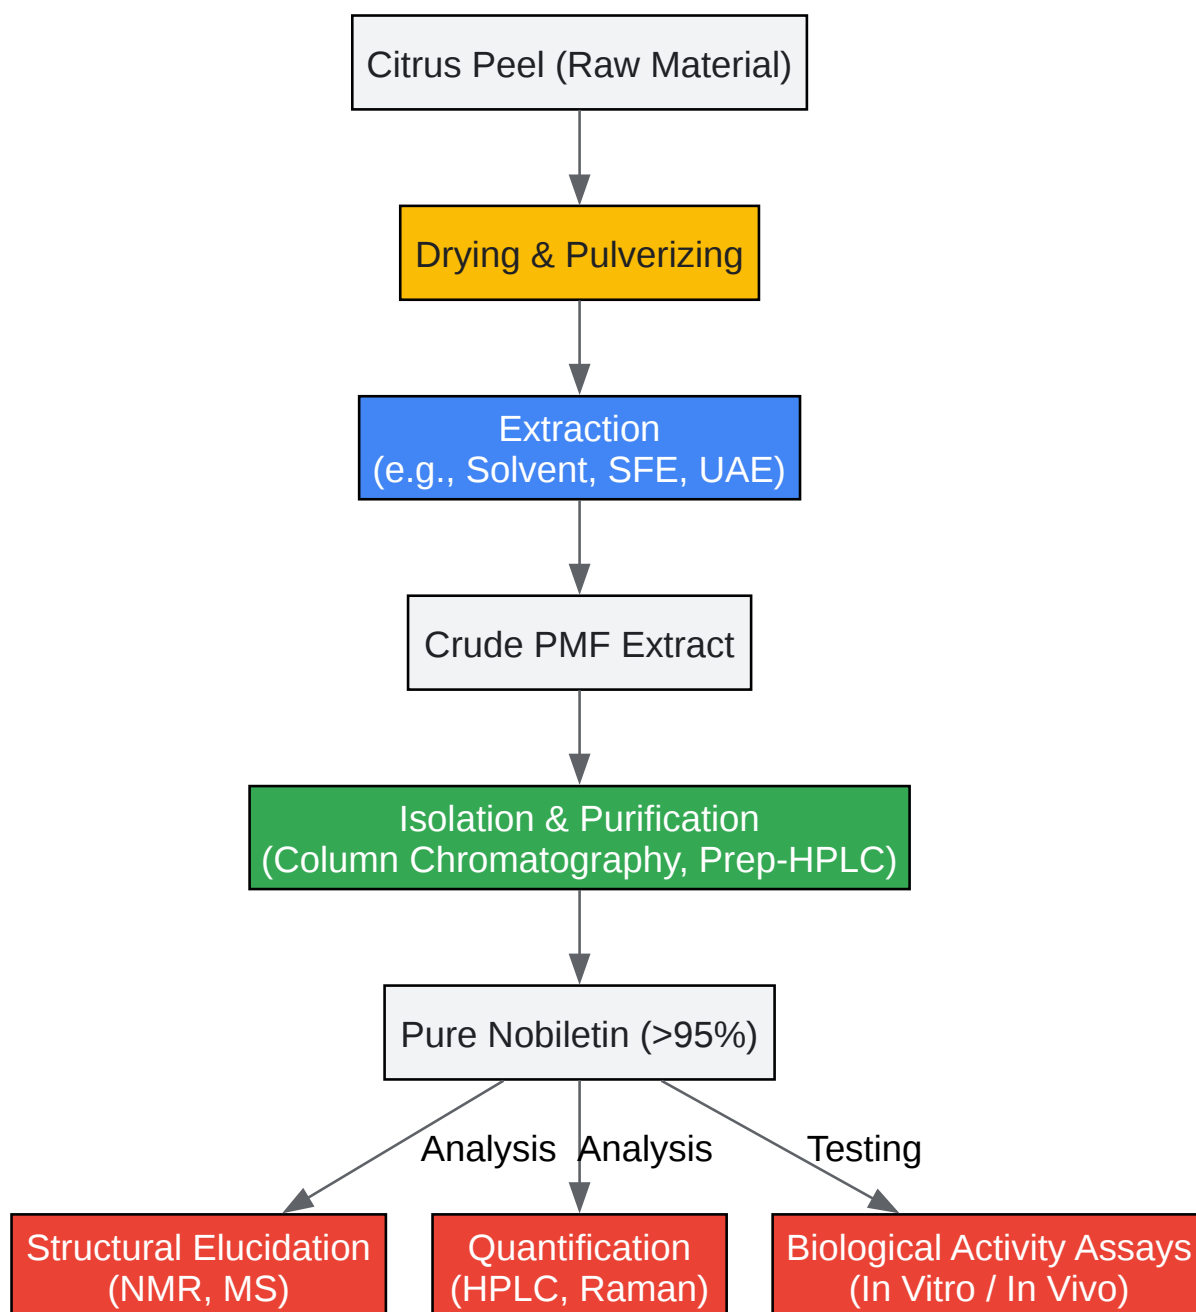 Citrus Peel (Raw Material)
Drying & Pulverizing
Extraction
(e.g., Solvent, SFE, UAE)
Crude PMF Extract
Isolation & Purification
(Column Chromatography, Prep-HPLC)
Pure Nobiletin (>95%)
Analysis
Analysis
Testing
Structural Elucidation
(NMR, MS)
Quantification
(HPLC, Raman)
Biological Activity Assays
(In Vitro / In Vivo)